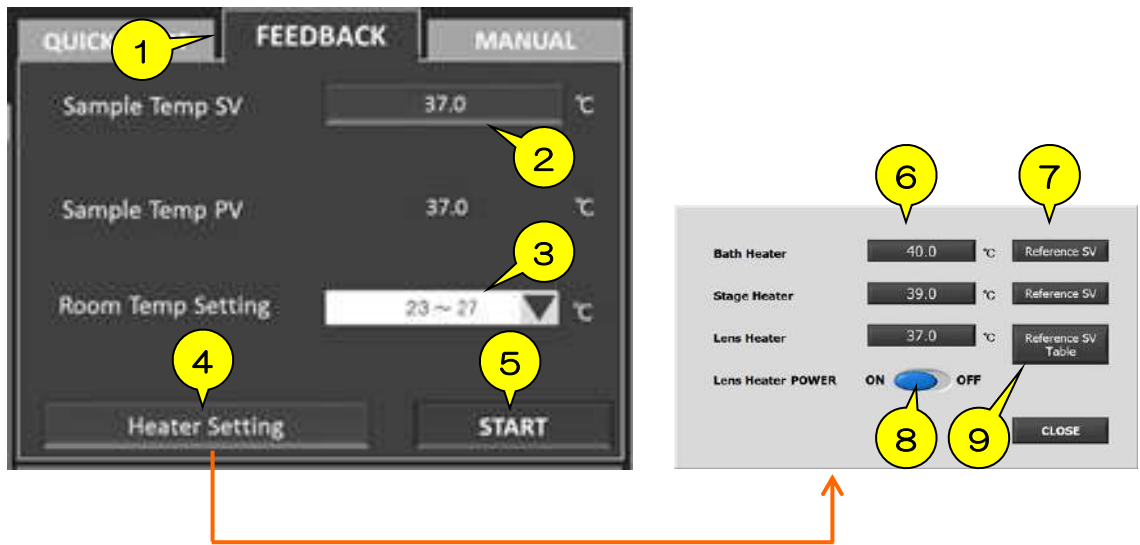 FEEDBACK
MANUAL
1
Sample Temp SV 37.0 ℃
2
Sample Temp PV 37.0 ℃
3
Room Temp Setting 23 ~ 27 ℃
4
5
Heater Setting START
6
7
Bath Heater 40.0 ℃ Reference SV
Stage Heater 39.0 ℃ Reference SV
Lens Heater 37.0 ℃ Reference SV
Table
Lens Heater POWER ON OFF
8
9
CLOSE